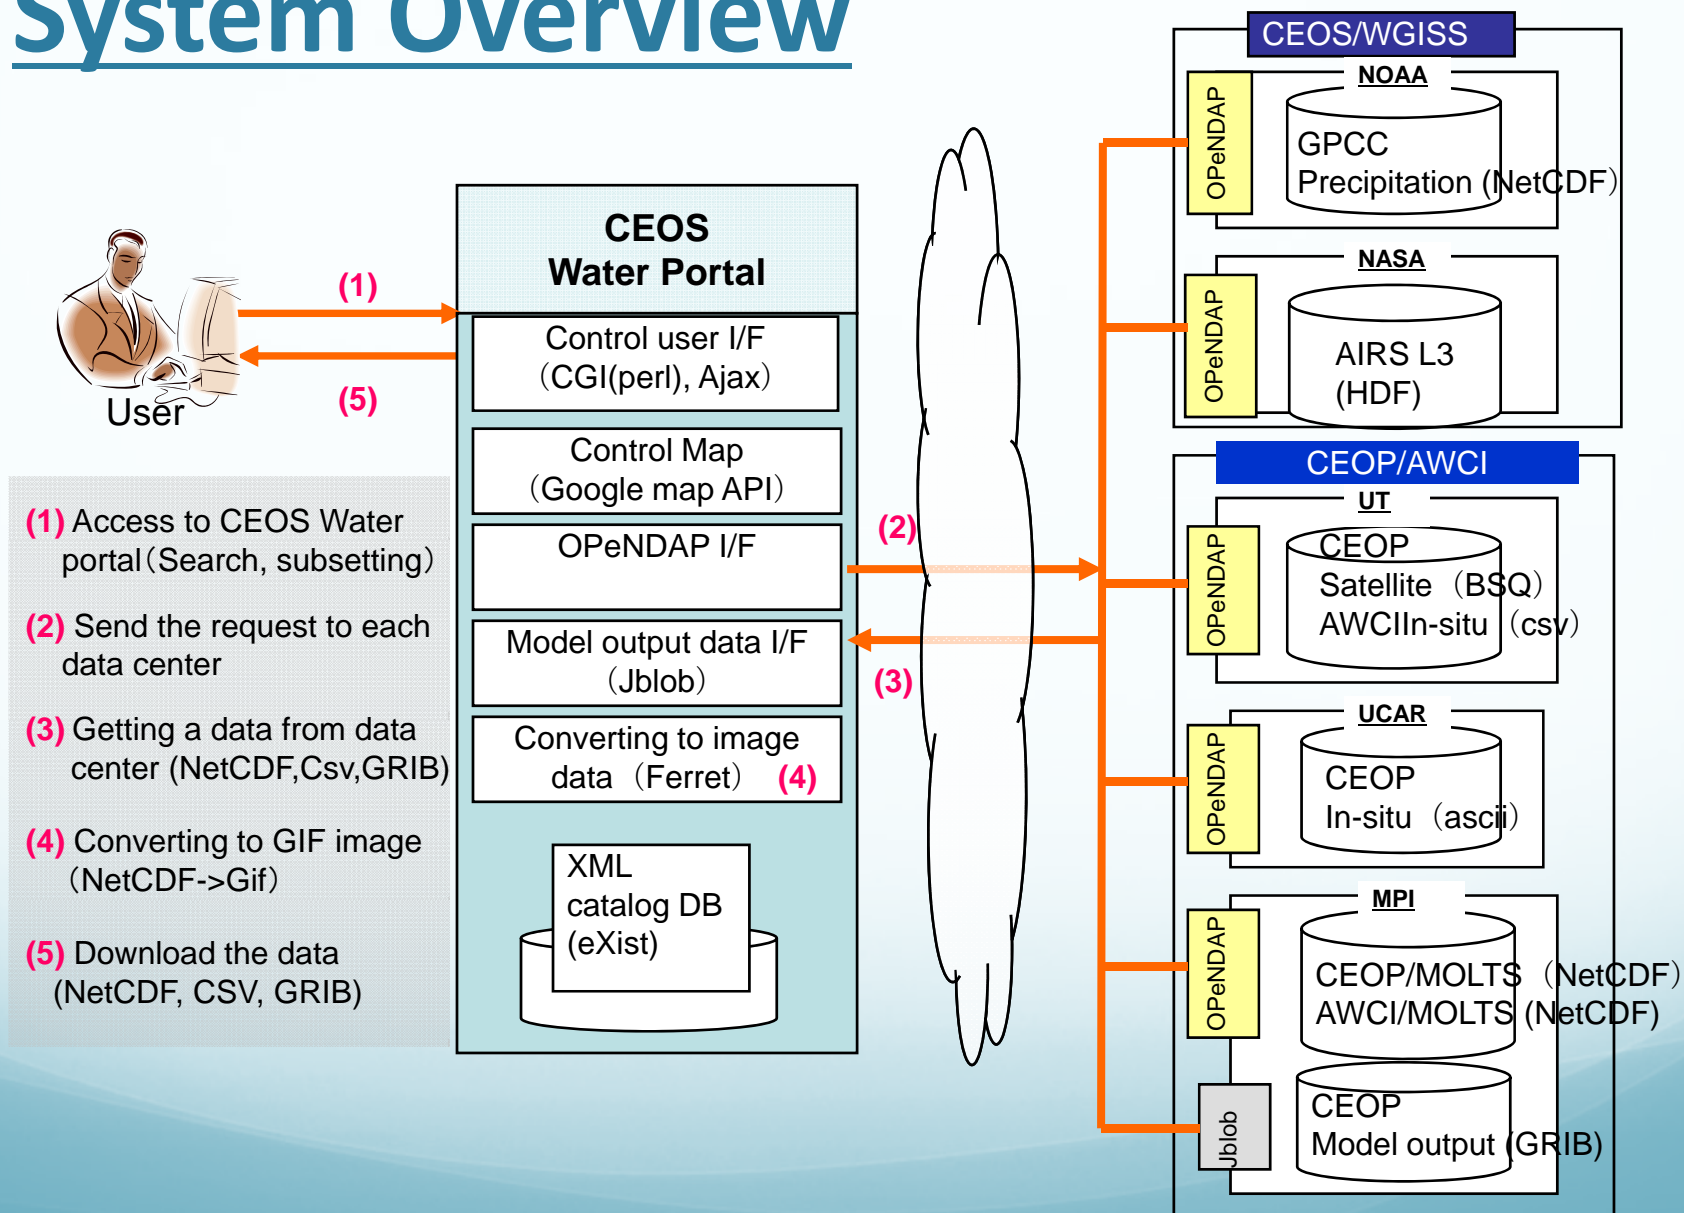 System Overview
(1)
(5)
User
(1) Access to CEOS Water
portal（Search, subsetting）
(2) Send the request to each
data center
(3) Getting a data from data
center (NetCDF,Csv,GRIB)
(4) Converting to GIF image
（NetCDF->Gif）
(5) Download the data
(NetCDF, CSV, GRIB)
CEOS
Water Portal
Control user I/F
（CGI(perl), Ajax）
Control Map
（Google map API）
OPeNDAP I/F
Model output data I/F
（Jblob）
Converting to image
data（Ferret） (4)
XML
catalog DB
(eXist)
(2)
(3)
CEOS/WGISS
NOAA
OPeNDAP
GPCC
Precipitation (NetCDF）
NASA
OPeNDAP
AIRS L3
(HDF)
CEOP/AWCI
UT
OPeNDAP
CEOP
Satellite（BSQ）
AWCIIn-situ（csv）
UCAR
OPeNDAP
CEOP
In-situ（ascii）
MPI
OPeNDAP
CEOP/MOLTS（NetCDF）
AWCI/MOLTS (NetCDF)
Jblob
CEOP
Model output (GRIB)